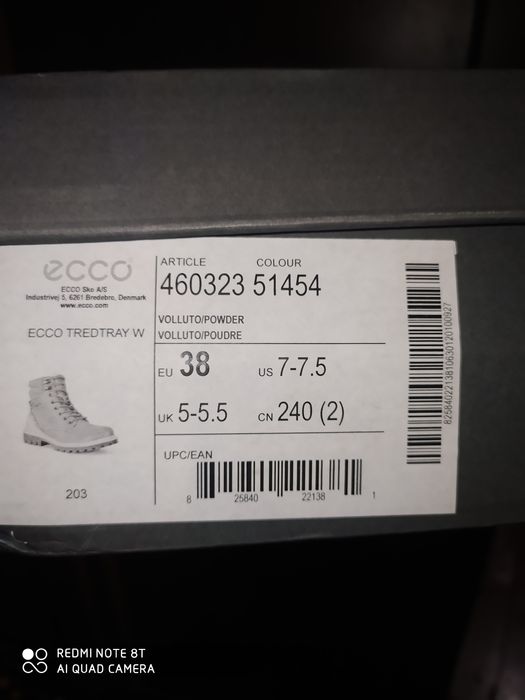 ecco
ECCO Sko A/S
Industrivej 5, 6261 Bredebro, Denmark
www.ecco.com
ECCO TREDTRAY W
203
ARTICLE COLOUR
460323 51454
VOLLUTO/POWDER
VOLLUTO/POUDRE
EU 38 US 7-7.5
UK 5-5.5 CN 240 (2)
UPC/EAN
8 25840 22138 1
REDMI NOTE 8T
AI QUAD CAMERA